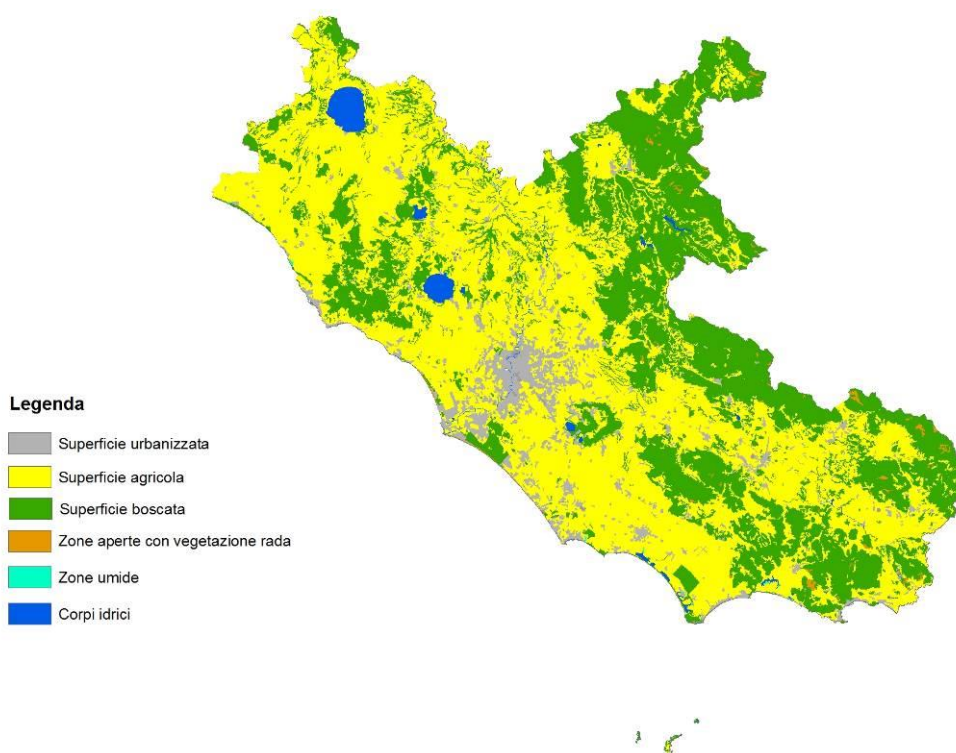 Legenda
Superficie urbanizzata
Superficie agricola
Superficie boscata
Zone aperte con vegetazione rada
Zone umide
Corpi idrici